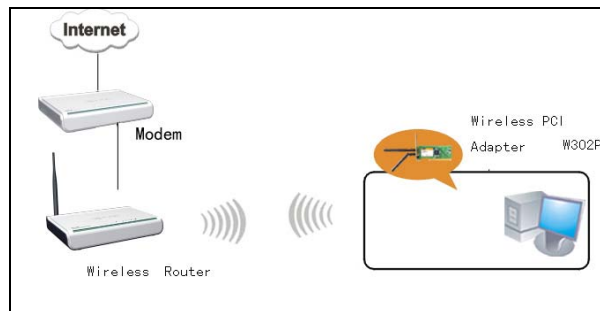 Internet
Modem
Wireless PCI
Adapter W302P
Wireless Router